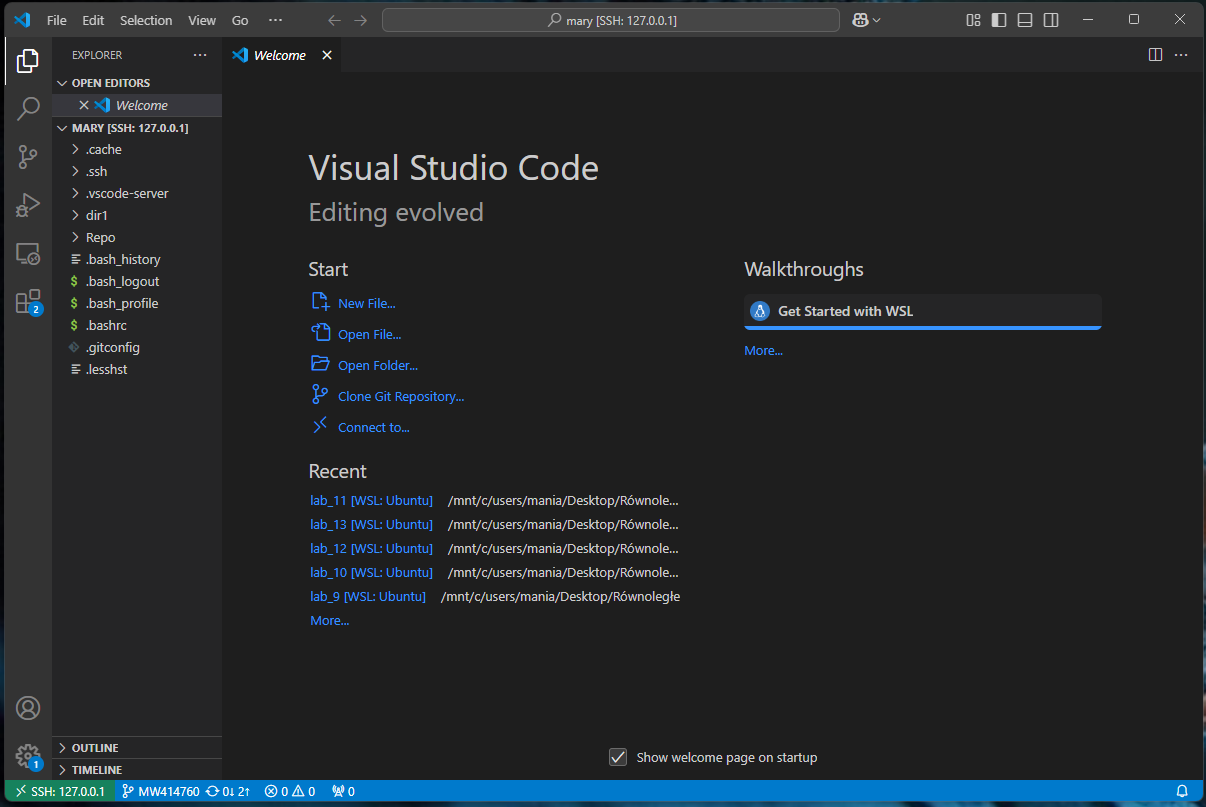 File Edit Selection View Go ···
mary [SSH: 127.0.0.1]
EXPLORER ···
Welcome
OPEN EDITORS
Welcome
MARY [SSH: 127.0.0.1]
.cache
.ssh
.vscode-server
dir1
Repo
.bash_history
$ .bash_logout
$ .bash_profile
$ .bashrc
.gitconfig
.lesshst
2
1
OUTLINE
TIMELINE
Visual Studio Code
Editing evolved
Start
New File...
Open File...
Open Folder...
Clone Git Repository...
Connect to...
Recent
lab_11 [WSL: Ubuntu] /mnt/c/users/mania/Desktop/Równole...
lab_13 [WSL: Ubuntu] /mnt/c/users/mania/Desktop/Równole...
lab_12 [WSL: Ubuntu] /mnt/c/users/mania/Desktop/Równole...
lab_10 [WSL: Ubuntu] /mnt/c/users/mania/Desktop/Równole...
lab_9 [WSL: Ubuntu] /mnt/c/users/mania/Desktop/Równoległe
More...
Walkthroughs
Get Started with WSL
More...
Show welcome page on startup
SSH: 127.0.0.1 MW414760 0↓ 2↑ 0 0 0